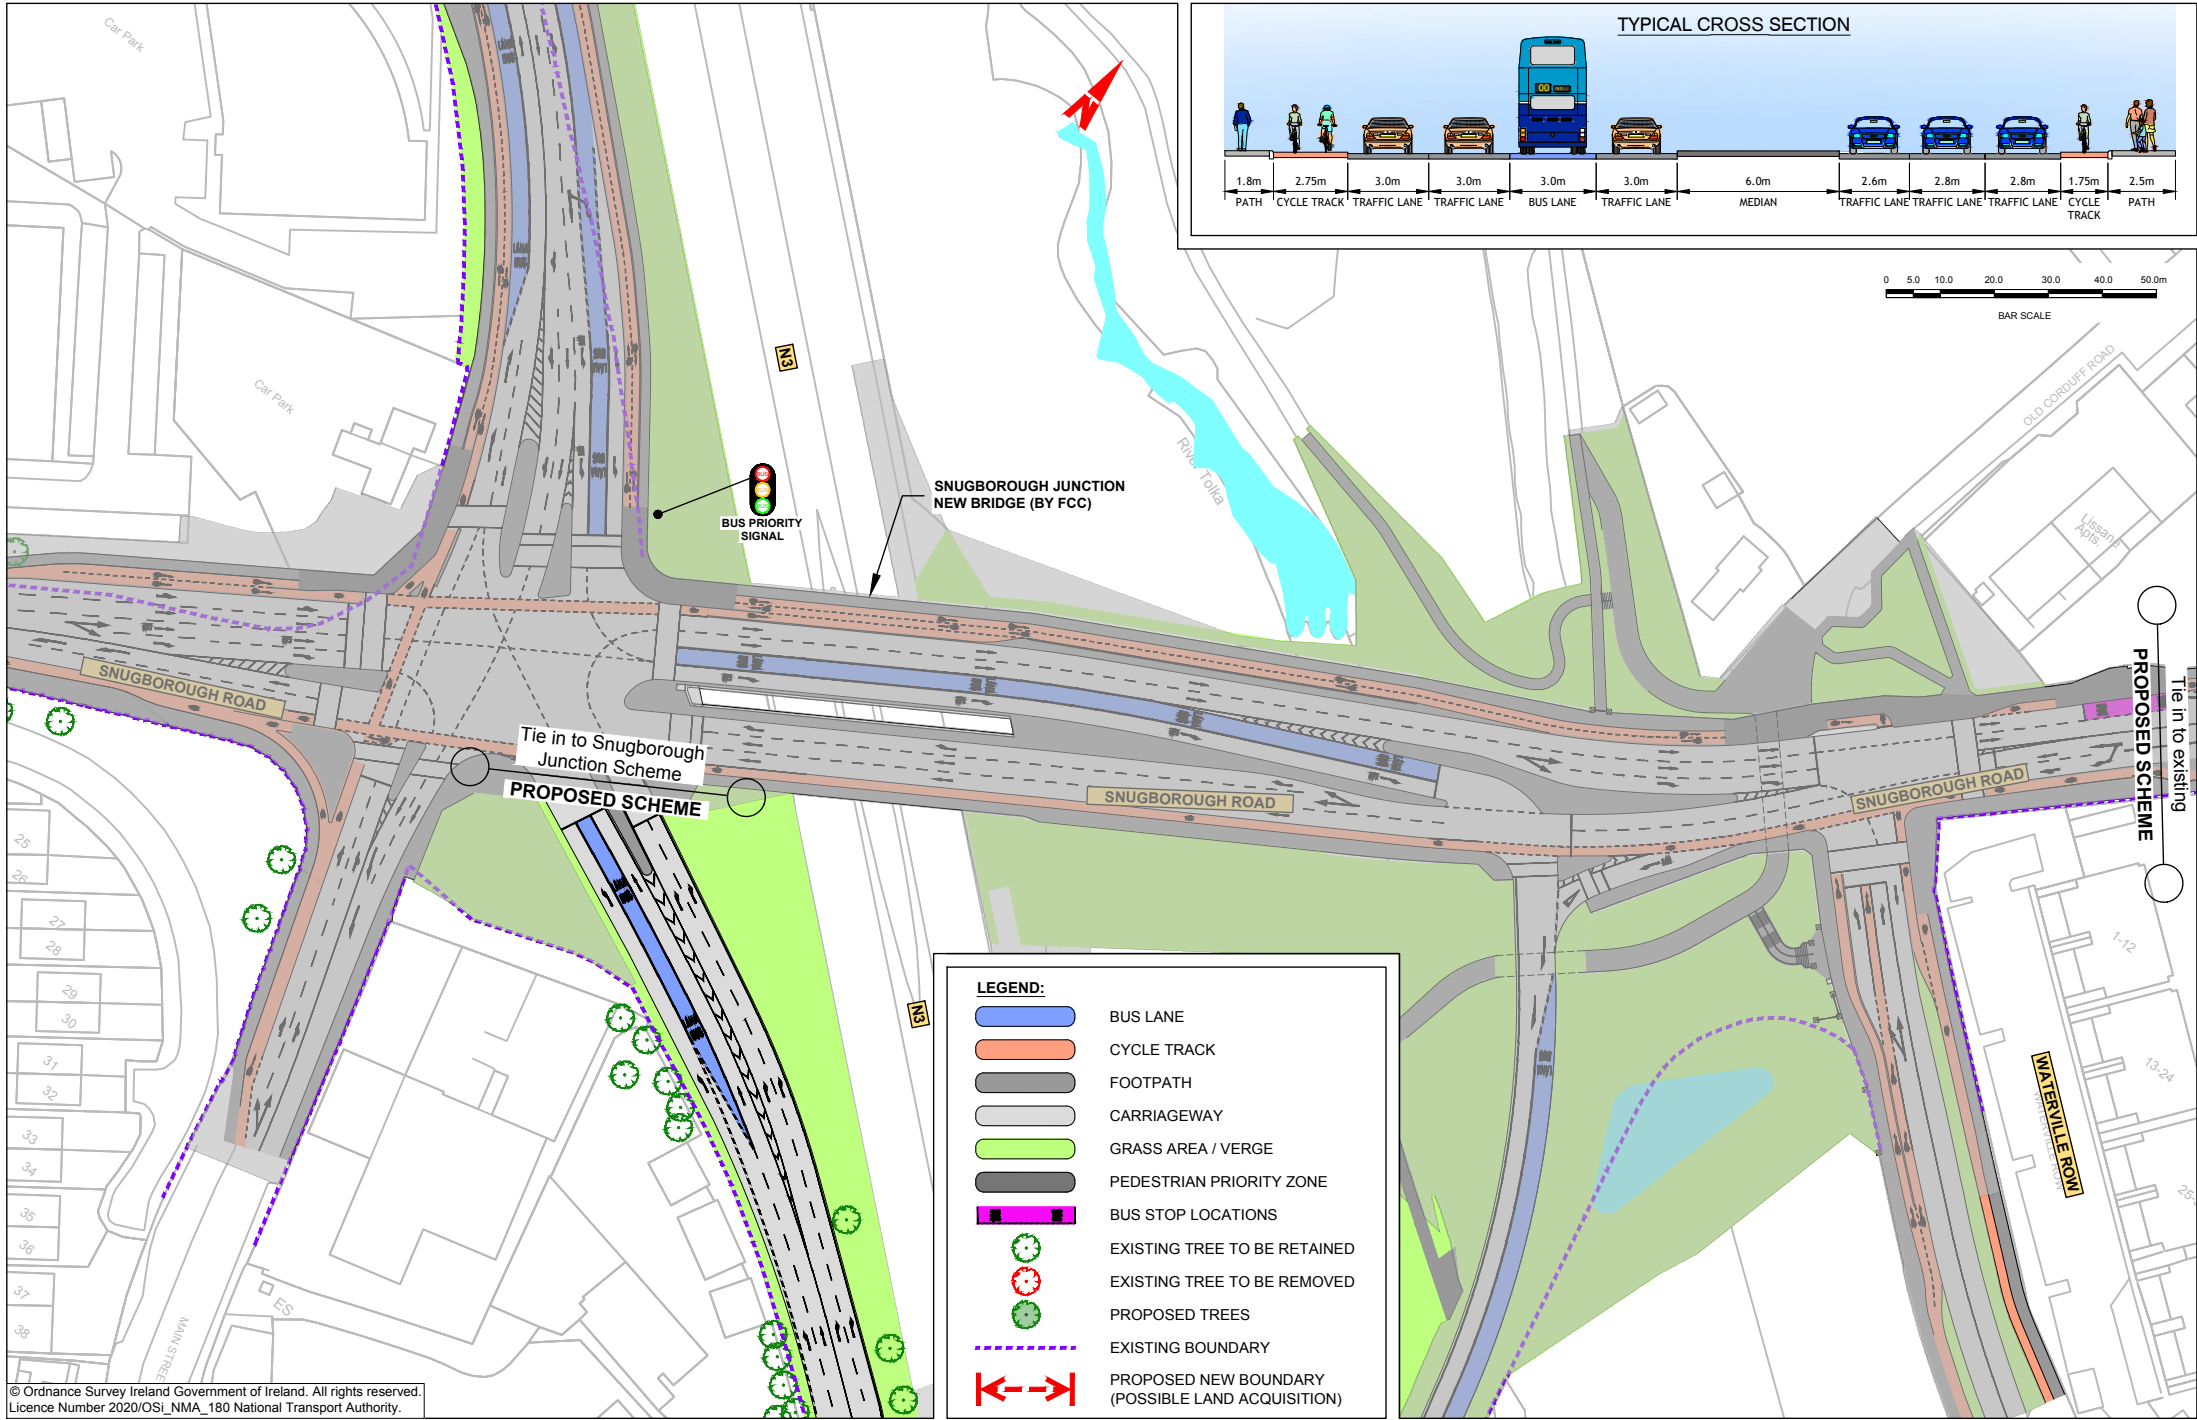 Car Park
Car Park
TYPICAL CROSS SECTION
00
1.8m 2.75m 3.0m 3.0m 3.0m 3.0m 6.0m 2.6m 2.8m 2.8m 1.75m 2.5m
PATH CYCLE TRACK TRAFFIC LANE TRAFFIC LANE BUS LANE TRAFFIC LANE MEDIAN TRAFFIC LANE TRAFFIC LANE TRAFFIC LANE CYCLE TRACK PATH
N
0 5.0 10.0 20.0 30.0 40.0 50.0m
BAR SCALE
N3
River Tolka
OLD CORDUFF ROAD
Lissane
Apts.
BUS
BUS
BUS
BUS PRIORITY
SIGNAL
SNUGBOROUGH JUNCTION
NEW BRIDGE (BY FCC)
SNUGBOROUGH ROAD
Tie in to Snugborough
Junction Scheme
PROPOSED SCHEME
SNUGBOROUGH ROAD
SNUGBOROUGH ROAD
Tie in to existing
PROPOSED SCHEME
N3
WATERVILLE ROW
WATERVILLE ROW
1-12
13-24
25-
25
26
27
28
29
30
31
32
33
34
35
36
37
38
ES
MAIN STREE
LEGEND:
BUS LANE
CYCLE TRACK
FOOTPATH
CARRIAGEWAY
GRASS AREA / VERGE
PEDESTRIAN PRIORITY ZONE
BUS STOP LOCATIONS
EXISTING TREE TO BE RETAINED
EXISTING TREE TO BE REMOVED
PROPOSED TREES
EXISTING BOUNDARY
PROPOSED NEW BOUNDARY
(POSSIBLE LAND ACQUISITION)
© Ordnance Survey Ireland Government of Ireland. All rights reserved.
Licence Number 2020/OSi_NMA_180 National Transport Authority.